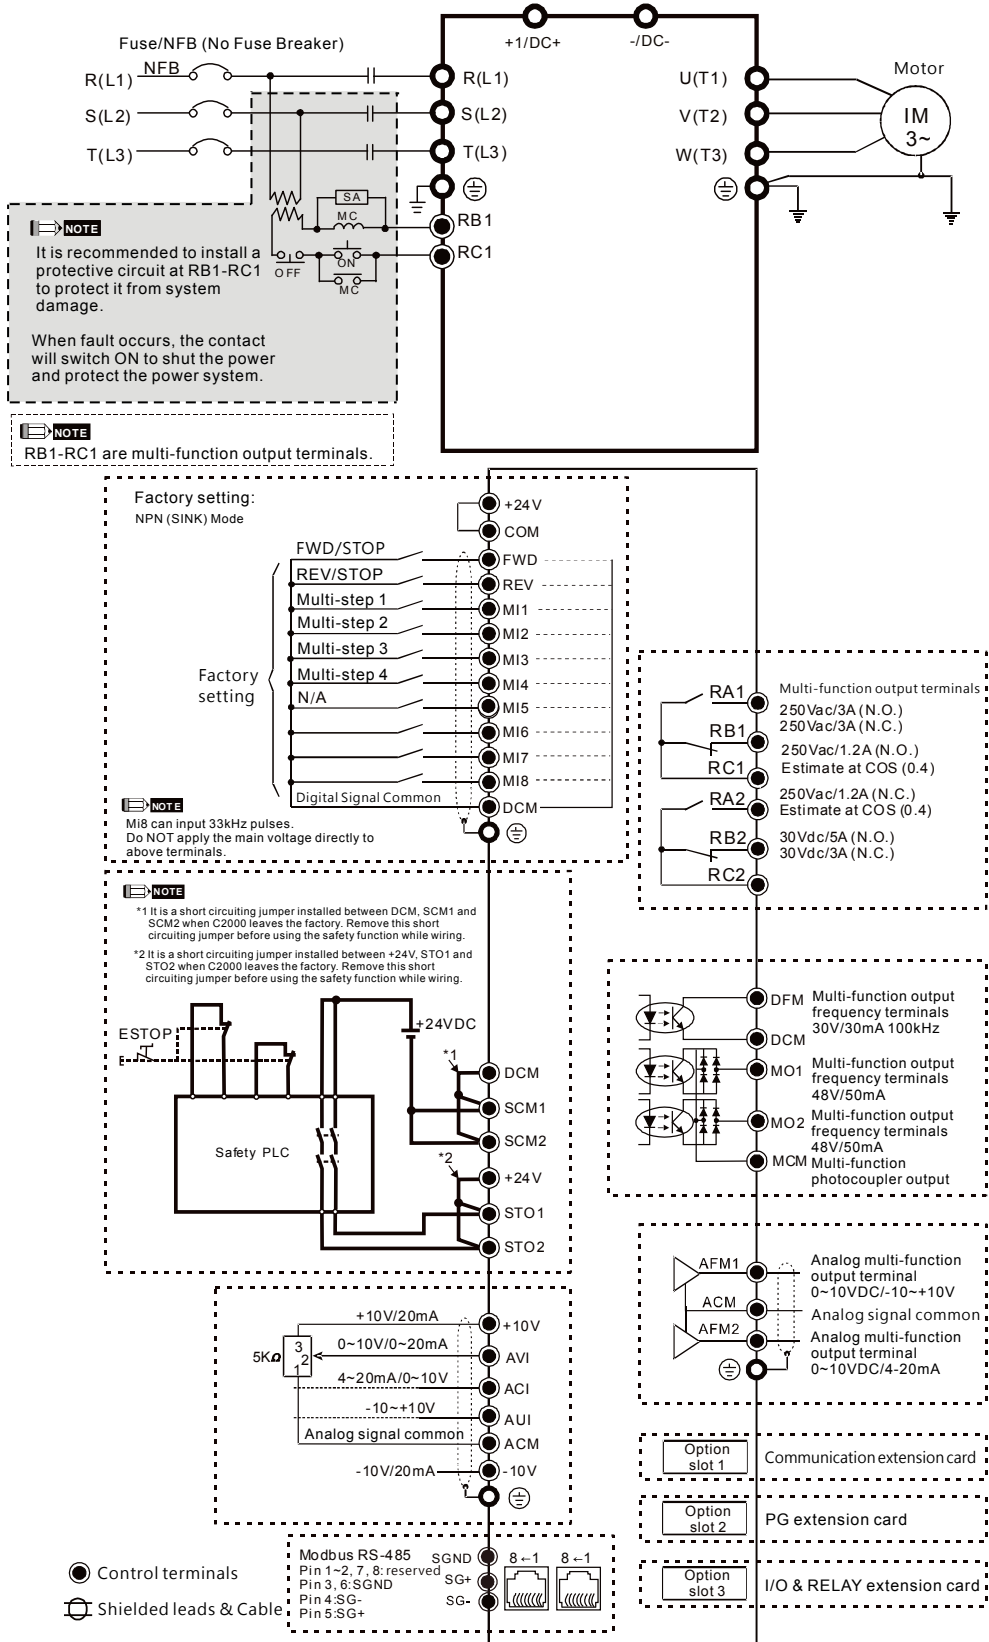 +1/DC+
-/DC-
Fuse/NFB (No Fuse Breaker)
R(L1)
NFB
S(L2)
T(L3)
R(L1)
S(L2)
T(L3)
RB1
RC1
U(T1)
V(T2)
W(T3)
Motor
IM
3~
SA
MC
ON
OFF
MC
NOTE
It is recommended to install a
protective circuit at RB1-RC1
to protect it from system
damage.
When fault occurs, the contact
will switch ON to shut the power
and protect the power system.
NOTE
RB1-RC1 are multi-function output terminals.
Factory setting:
NPN (SINK) Mode
+24V
COM
FWD/STOP
FWD
REV/STOP
REV
Multi-step 1
MI1
Multi-step 2
MI2
Multi-step 3
MI3
Multi-step 4
MI4
N/A
MI5
MI6
MI7
MI8
Factory
setting
Digital Signal Common
DCM
NOTE
Mi8 can input 33kHz pulses.
Do NOT apply the main voltage directly to
above terminals.
RA1
RB1
RC1
RA2
RB2
RC2
Multi-function output terminals
250Vac/3A (N.O.)
250Vac/3A (N.C.)
250Vac/1.2A (N.O.)
Estimate at COS (0.4)
250Vac/1.2A (N.C.)
Estimate at COS (0.4)
30Vdc/5A (N.O.)
30Vdc/3A (N.C.)
NOTE
*1 It is a short circuiting jumper installed between DCM, SCM1 and
SCM2 when C2000 leaves the factory. Remove this short
circuiting jumper before using the safety function while wiring.
*2 It is a short circuiting jumper installed between +24V, STO1 and
STO2 when C2000 leaves the factory. Remove this short
circuiting jumper before using the safety function while wiring.
ESTOP
+24VDC
*1
DCM
SCM1
SCM2
Safety PLC
*2
+24V
STO1
STO2
DFM
Multi-function output
frequency terminals
30V/30mA 100kHz
DCM
MO1
Multi-function output
frequency terminals
48V/50mA
MO2
Multi-function output
frequency terminals
48V/50mA
MCM
Multi-function
photocoupler output
AFM1
Analog multi-function
output terminal
0~10VDC/-10~+10V
ACM
Analog signal common
AFM2
Analog multi-function
output terminal
0~10VDC/4-20mA
+10V/20mA
+10V
5KΩ
3
2
1
0~10V/0~20mA
AVI
4~20mA/0~10V
ACI
-10~+10V
AUI
Analog signal common
ACM
-10V/20mA
-10V
Option
slot 1
Communication extension card
Option
slot 2
PG extension card
Option
slot 3
I/O & RELAY extension card
Control terminals
Shielded leads & Cable
Modbus RS-485
Pin 1~2, 7, 8: reserved
Pin 3, 6:SGND
Pin 4:SG-
Pin 5:SG+
SGND
SG+
SG-
8←1
8←1